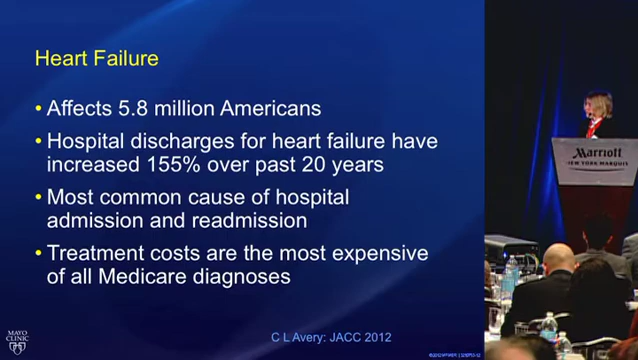 Heart Failure
• Affects 5.8 million Americans
• Hospital discharges for heart failure have
increased 155% over past 20 years
• Most common cause of hospital
admission and readmission
• Treatment costs are the most expensive
of all Medicare diagnoses
C L Avery: JACC 2012
MAYO
CLINIC
Marriott
NEW YORK MARQUIS